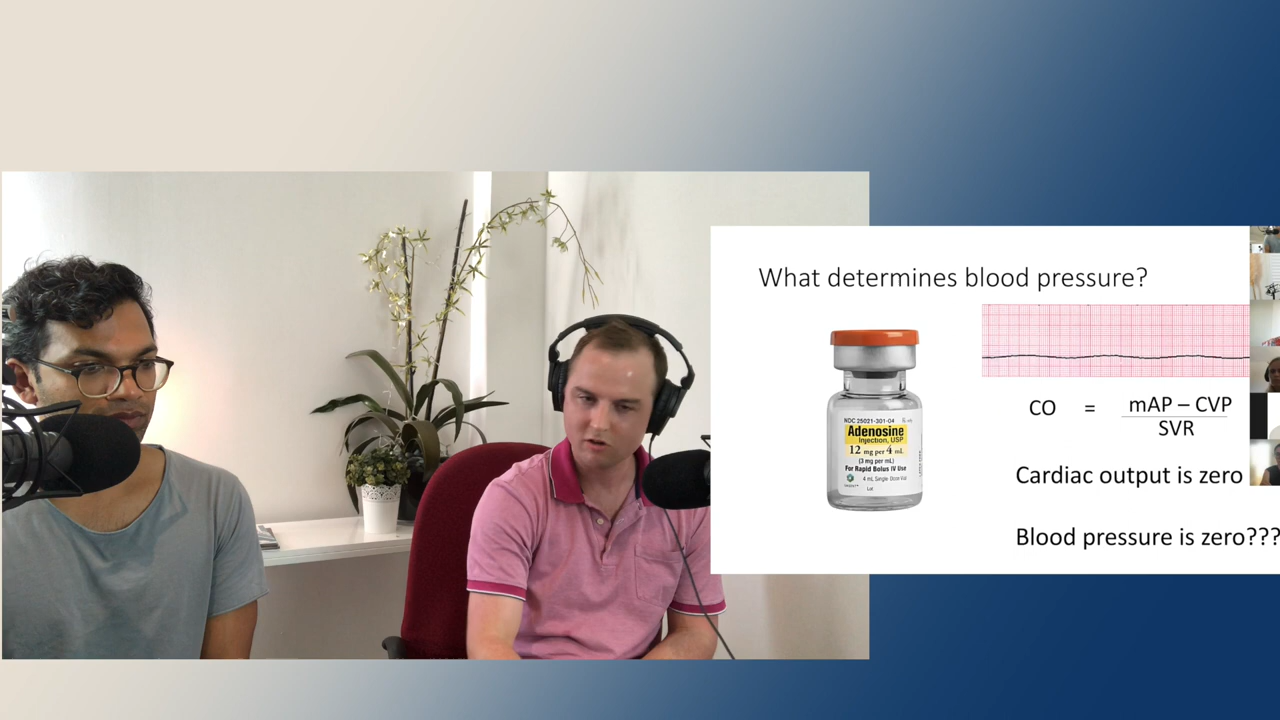 What determines blood pressure?
NDC 25021-301-04
Adenosine
Injection, USP
12 mg per 4 mL
(3 mg per mL)
For Rapid Bolus IV Use
4 mL Single-Dose Vial
Lot
CO = mAP – CVP
SVR
Cardiac output is zero
Blood pressure is zero???